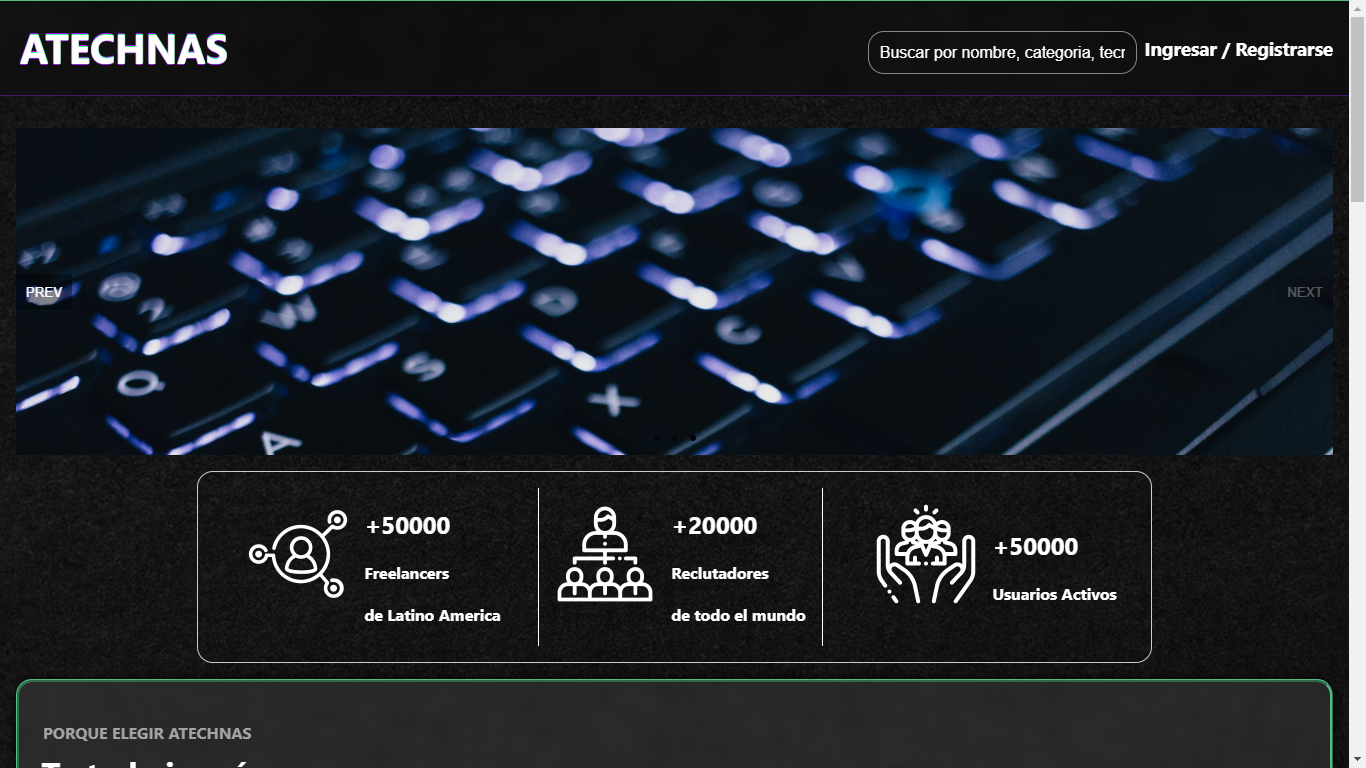 ATECHNAS
Buscar por nombre, categoria, tecr
Ingresar / Registrarse
PREV
NEXT
Q
W
S
A
D
X
C
+50000
Freelancers
de Latino America
+20000
Reclutadores
de todo el mundo
+50000
Usuarios Activos
PORQUE ELEGIR ATECHNAS